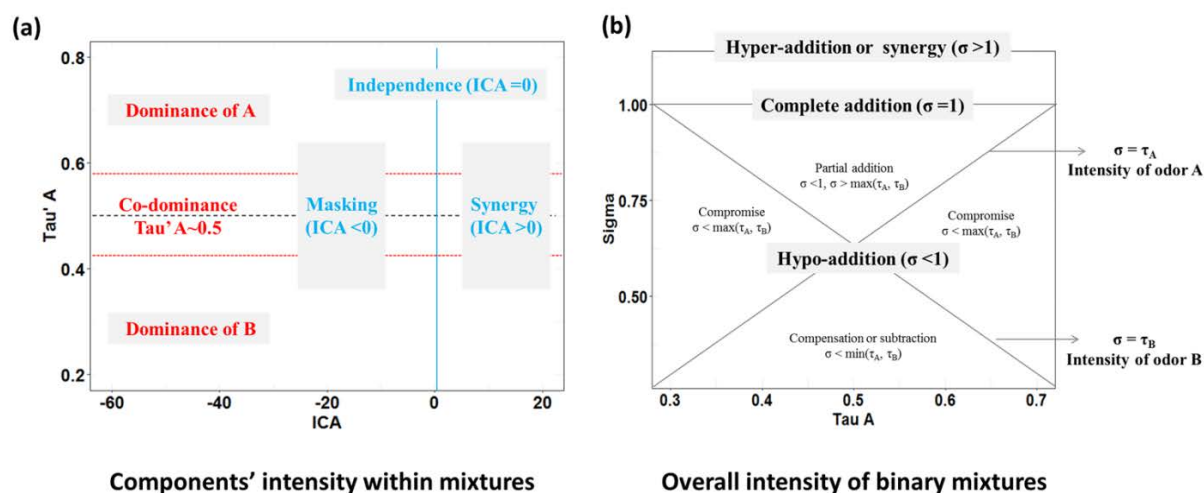 (a)
0.8
0.6
0.4
0.2
Tau' A
-60
-40
-20
0
20
ICA
Independence (ICA =0)
Dominance of A
Co-dominance
Tau’ A~0.5
Masking
(ICA <0)
Synergy
(ICA >0)
Dominance of B
Components’ intensity within mixtures
(b)
Hyper-addition or synergy (σ >1)
1.00
0.75
0.50
Sigma
Complete addition (σ =1)
Partial addition
σ <1, σ > max(τA, τB)
Compromise
σ < max(τA, τB)
Compromise
σ < max(τA, τB)
Hypo-addition (σ <1)
Compensation or subtraction
σ < min(τA, τB)
σ = τA
Intensity of odor A
σ = τB
Intensity of odor B
0.3
0.4
0.5
0.6
0.7
Tau A
Overall intensity of binary mixtures